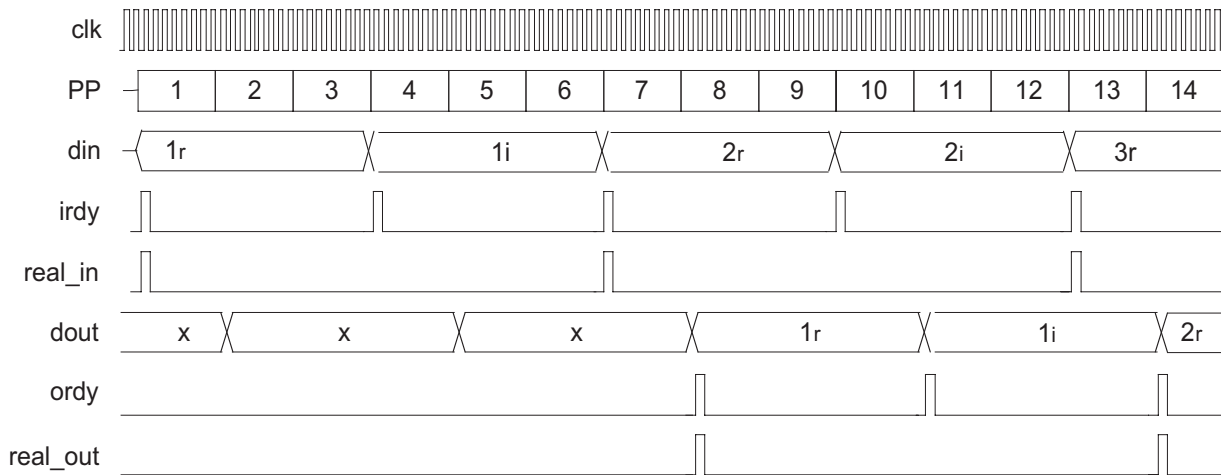 clk
PP 1 2 3 4 5 6 7 8 9 10 11 12 13 14
din 1r 1i 2r 2i 3r
irdy
real_in
dout x x x 1r 1i 2r
ordy
real_out